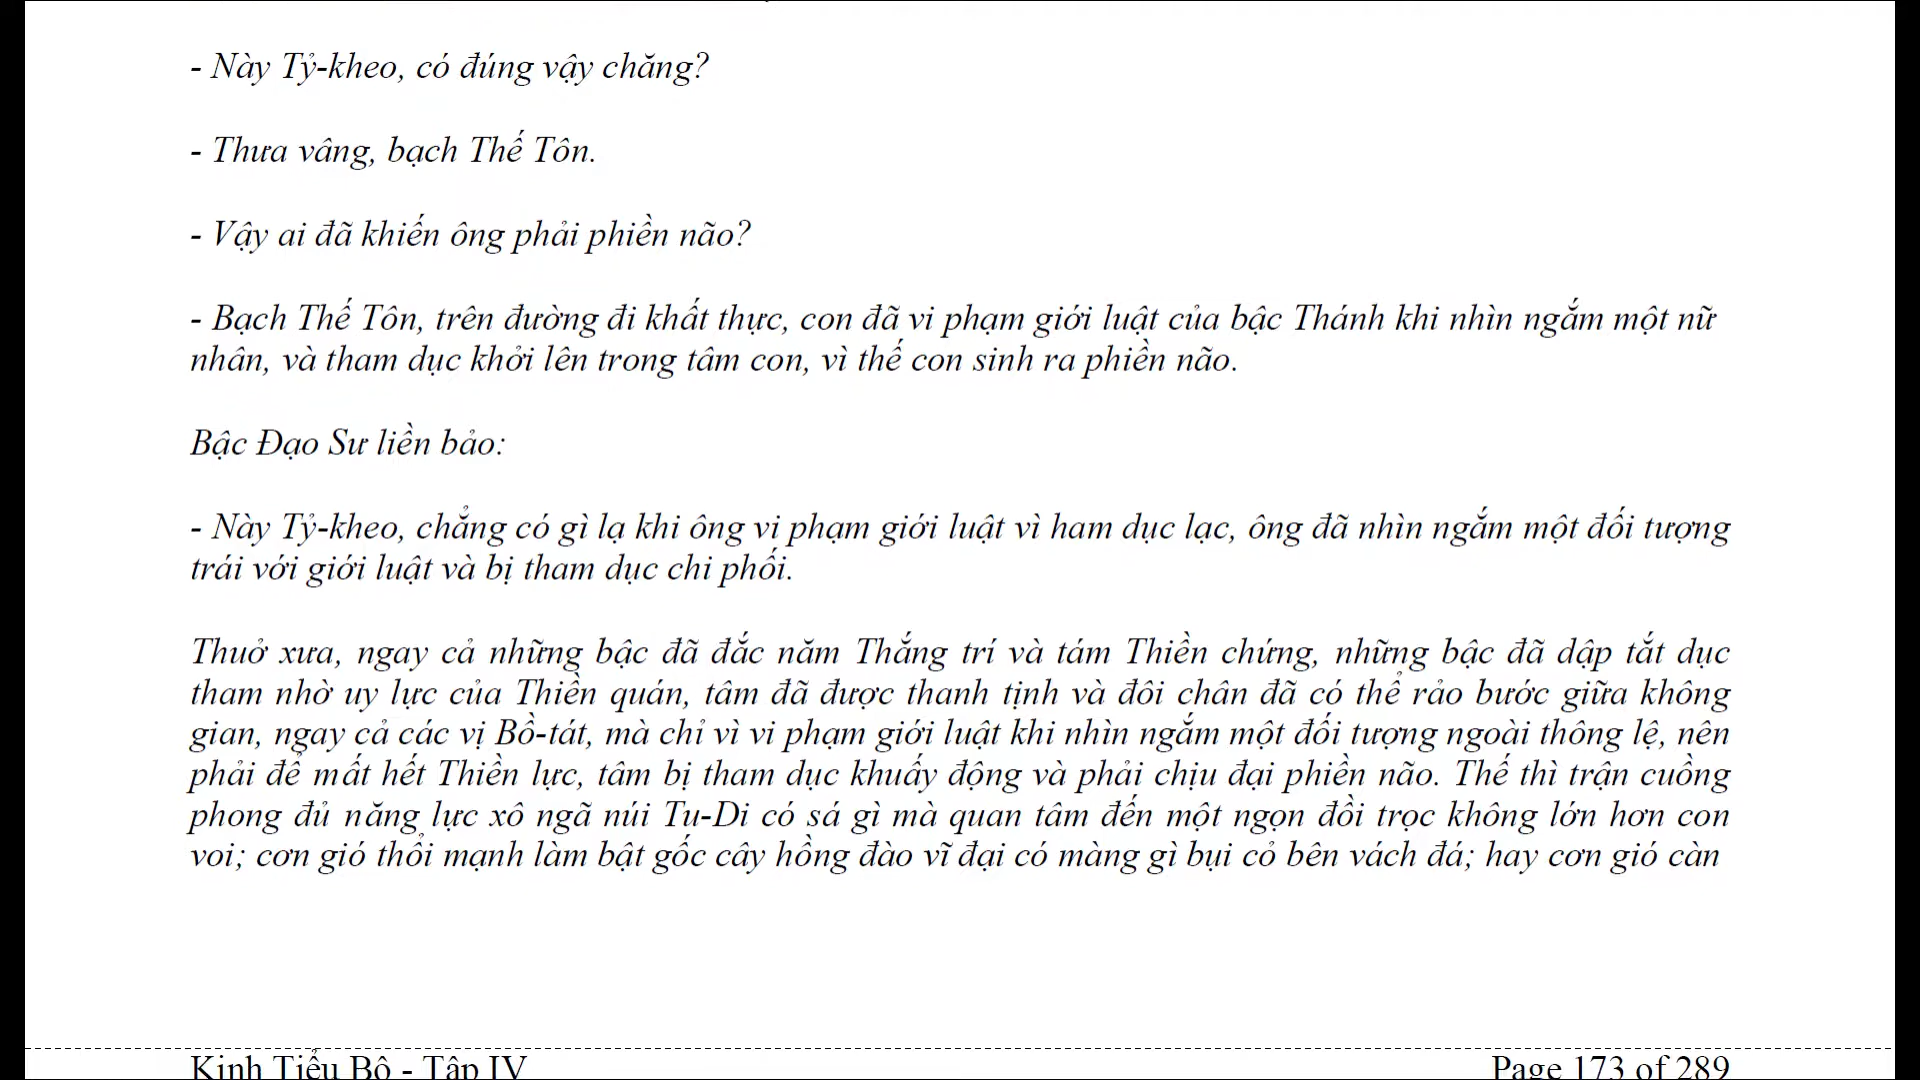 - Này Tỷ-kheo, có đúng vậy chăng?
- Thưa vâng, bạch Thế Tôn.
- Vậy ai đã khiến ông phải phiền não?
- Bạch Thế Tôn, trên đường đi khất thực, con đã vi phạm giới luật của bậc Thánh khi nhìn ngắm một nữ
nhân, và tham dục khởi lên trong tâm con, vì thế con sinh ra phiền não.
Bậc Đạo Sư liền bảo:
- Này Tỷ-kheo, chẳng có gì lạ khi ông vi phạm giới luật vì ham dục lạc, ông đã nhìn ngắm một đối tượng
trái với giới luật và bị tham dục chi phối.
Thuở xưa, ngay cả những bậc đã đắc năm Thắng trí và tám Thiền chứng, những bậc đã dập tắt dục
tham nhờ uy lực của Thiền quán, tâm đã được thanh tịnh và đôi chân đã có thể rảo bước giữa không
gian, ngay cả các vị Bồ-tát, mà chỉ vì vi phạm giới luật khi nhìn ngắm một đối tượng ngoài thông lệ, nên
phải để mất hết Thiền lực, tâm bị tham dục khuấy động và phải chịu đại phiền não. Thế thì trận cuồng
phong đủ năng lực xô ngã núi Tu-Di có sá gì mà quan tâm đến một ngọn đồi trọc không lớn hơn con
voi; cơn gió thổi mạnh làm bật gốc cây hồng đào vĩ đại có màng gì bụi cỏ bên vách đá; hay cơn gió càn
Kinh Tiểu Bộ - Tập IV
Page 173 of 289